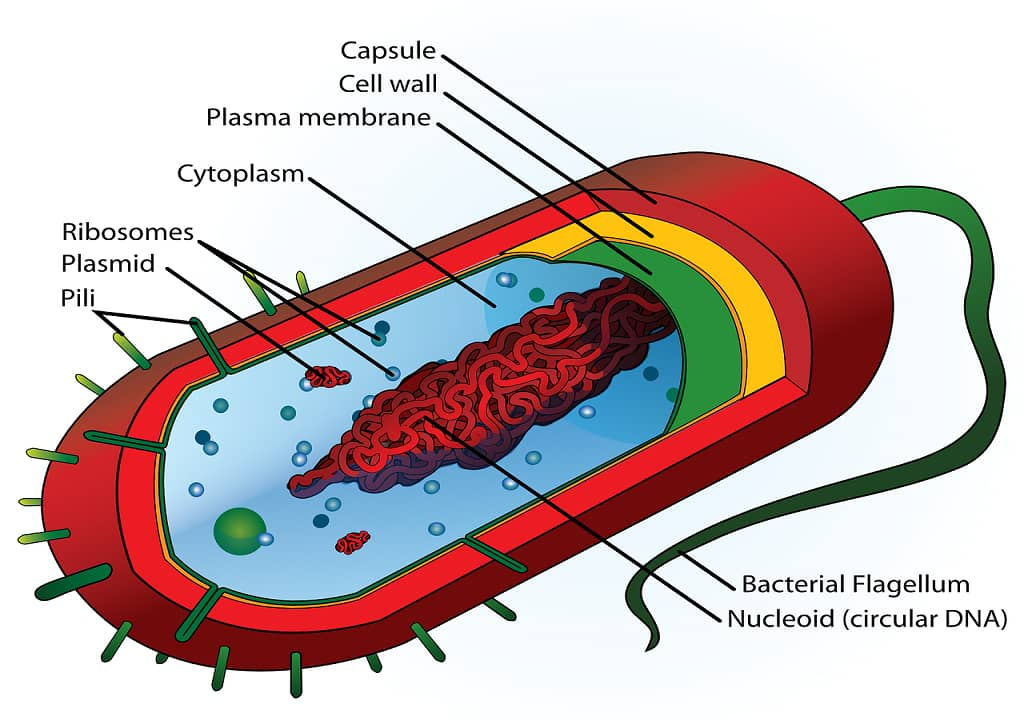 Capsule
Cell wall
Plasma membrane
Cytoplasm
Ribosomes
Plasmid
Pili
Bacterial Flagellum
Nucleoid (circular DNA)